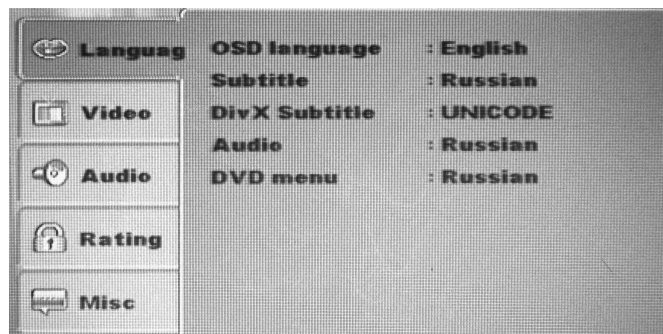 Languag
OSD language : English
Subtitle : Russian
Video
DivX Subtitle : UNICODE
Audio : Russian
Audio
DVD menu : Russian
Rating
Misc